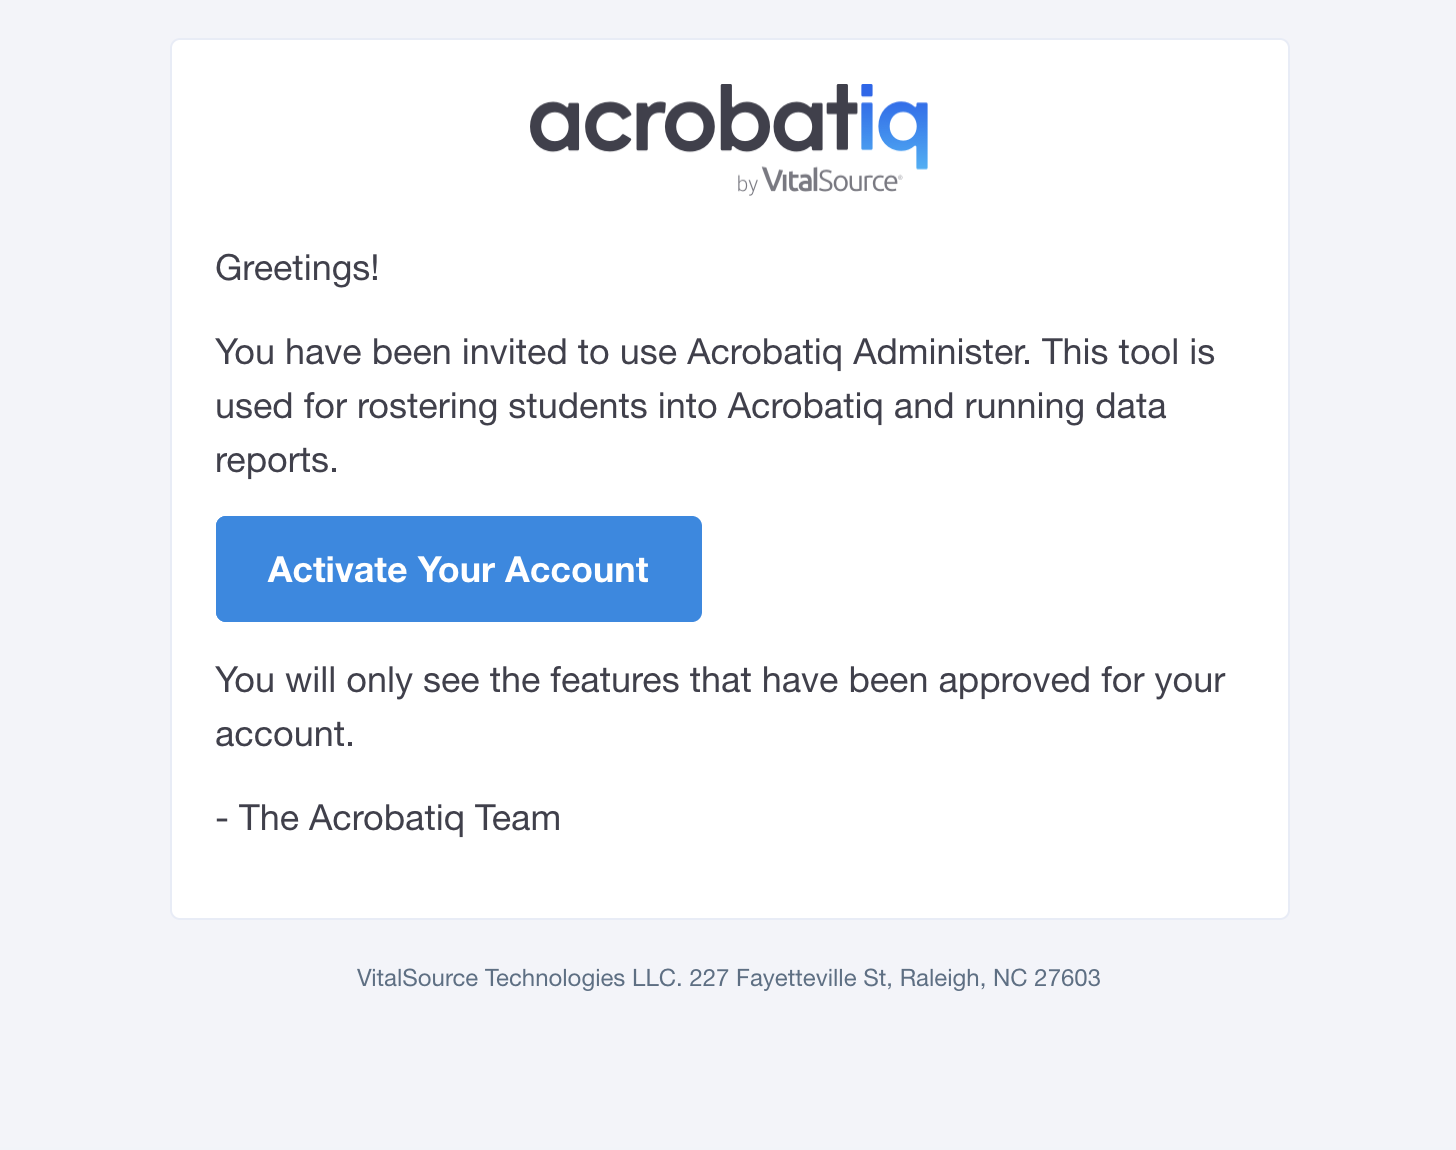 acrobatiq
by VitalSource®
Greetings!
You have been invited to use Acrobatiq Administer. This tool is
used for rostering students into Acrobatiq and running data
reports.
Activate Your Account
You will only see the features that have been approved for your
account.
- The Acrobatiq Team
VitalSource Technologies LLC. 227 Fayetteville St, Raleigh, NC 27603